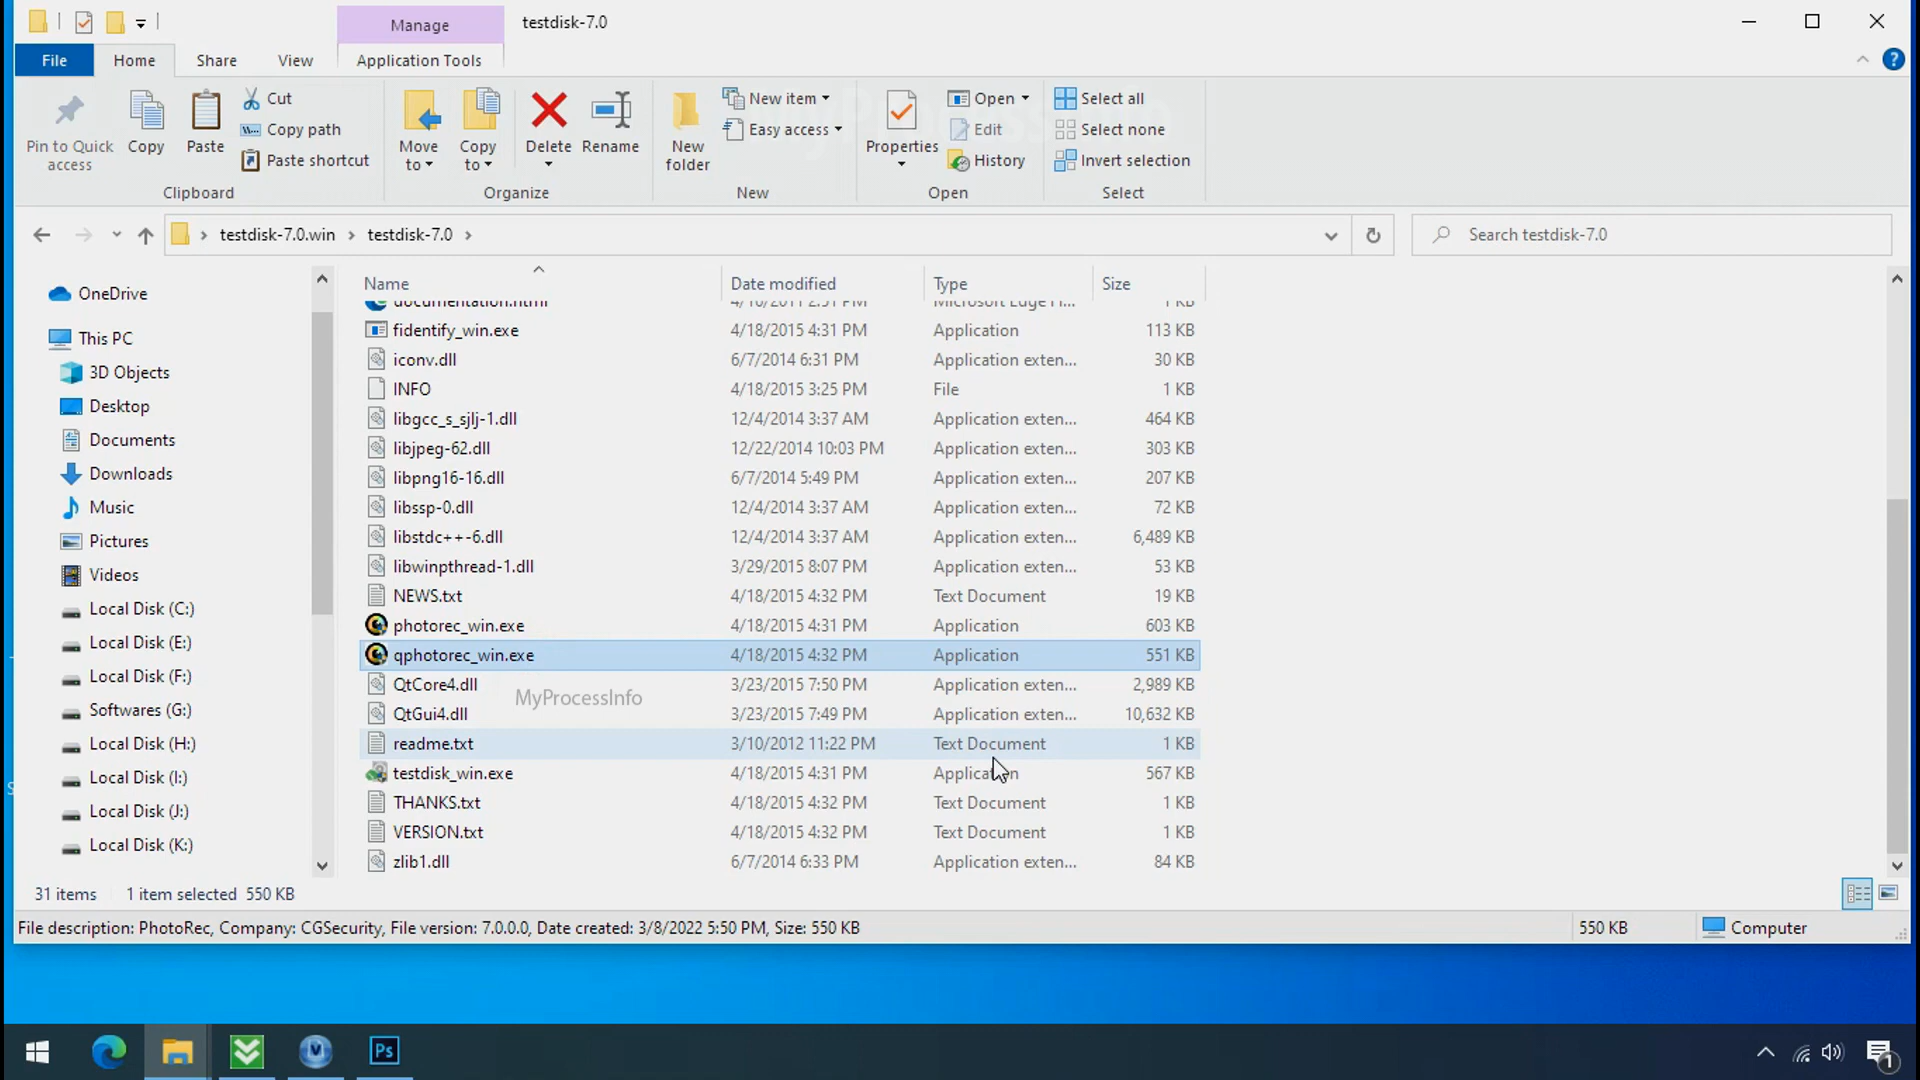 Manage
testdisk-7.0
File Home Share View Application Tools
Pin to Quick access
Copy
Paste
Cut
Copy path
Paste shortcut
Clipboard
Move to
Copy to
Delete
Rename
Organize
New folder
New item
Easy access
New
Properties
Open
Edit
History
Open
Select all
Select none
Invert selection
Select
MyProcessInfo
testdisk-7.0.win > testdisk-7.0 >
Search testdisk-7.0
OneDrive
This PC
3D Objects
Desktop
Documents
Downloads
Music
Pictures
Videos
Local Disk (C:)
Local Disk (E:)
Local Disk (F:)
Softwares (G:)
Local Disk (H:)
Local Disk (I:)
Local Disk (J:)
Local Disk (K:)
Name Date modified Type Size
documentation.html 4/16/2011 2:51 PM Microsoft Edge H... 1 KB
fidentify_win.exe 4/18/2015 4:31 PM Application 113 KB
iconv.dll 6/7/2014 6:31 PM Application exten... 30 KB
INFO 4/18/2015 3:25 PM File 1 KB
libgcc_s_sjlj-1.dll 12/4/2014 3:37 AM Application exten... 464 KB
libjpeg-62.dll 12/22/2014 10:03 PM Application exten... 303 KB
libpng16-16.dll 6/7/2014 5:49 PM Application exten... 207 KB
libssp-0.dll 12/4/2014 3:37 AM Application exten... 72 KB
libstdc++-6.dll 12/4/2014 3:37 AM Application exten... 6,489 KB
libwinpthread-1.dll 3/29/2015 8:07 PM Application exten... 53 KB
NEWS.txt 4/18/2015 4:32 PM Text Document 19 KB
photorec_win.exe 4/18/2015 4:31 PM Application 603 KB
qphotorec_win.exe 4/18/2015 4:32 PM Application 551 KB
QtCore4.dll 3/23/2015 7:50 PM Application exten... 2,989 KB
MyProcessInfo
QtGui4.dll 3/23/2015 7:49 PM Application exten... 10,632 KB
readme.txt 3/10/2012 11:22 PM Text Document 1 KB
testdisk_win.exe 4/18/2015 4:31 PM Application 567 KB
THANKS.txt 4/18/2015 4:32 PM Text Document 1 KB
VERSION.txt 4/18/2015 4:32 PM Text Document 1 KB
zlib1.dll 6/7/2014 6:33 PM Application exten... 84 KB
31 items 1 item selected 550 KB
File description: PhotoRec, Company: CGSecurity, File version: 7.0.0.0, Date created: 3/8/2022 5:50 PM, Size: 550 KB 550 KB Computer
Ps
1